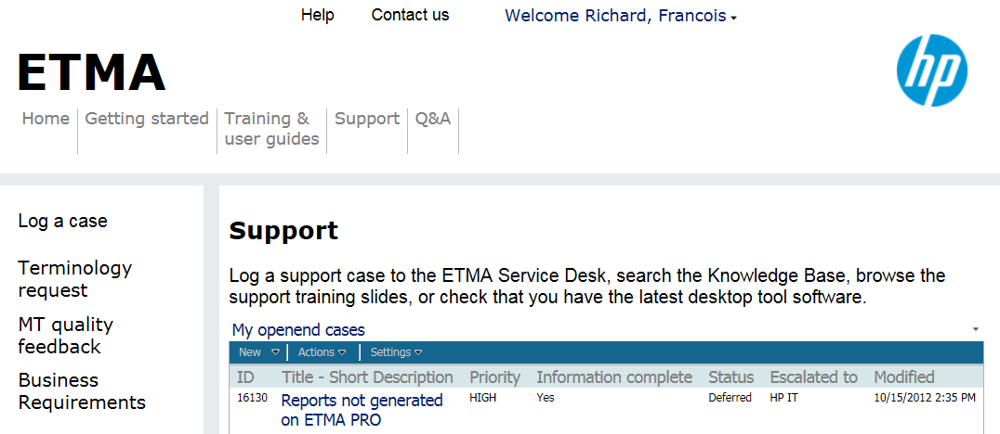 Help Contact us Welcome Richard, Francois
hp
ETMA
Home Getting started Training & Support Q&A
user guides
Log a case
Terminology
request
MT quality
feedback
Business
Requirements
Support
Log a support case to the ETMA Service Desk, search the Knowledge Base, browse the
support training slides, or check that you have the latest desktop tool software.
My openend cases
New Actions Settings
ID Title - Short Description Priority Information complete Status Escalated to Modified
16130 Reports not generated HIGH Yes Deferred HP IT 10/15/2012 2:35 PM
on ETMA PRO